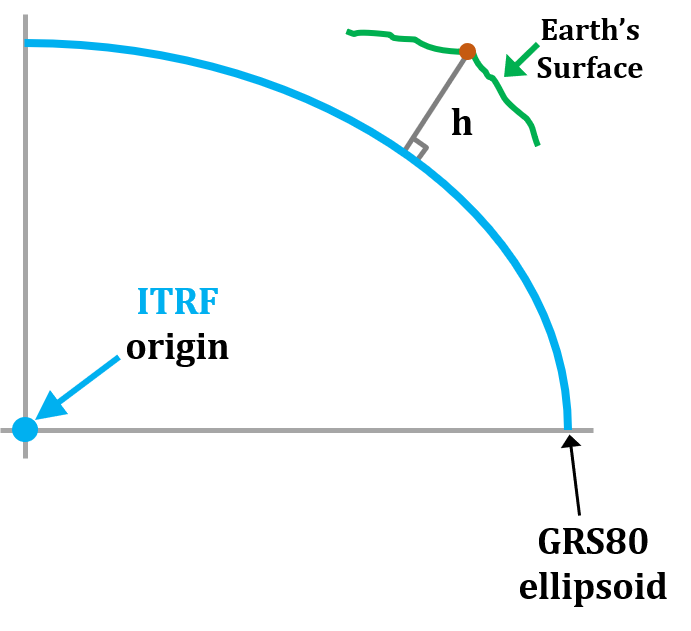 Earth's
Surface
h
ITRF
origin
GRS80
ellipsoid